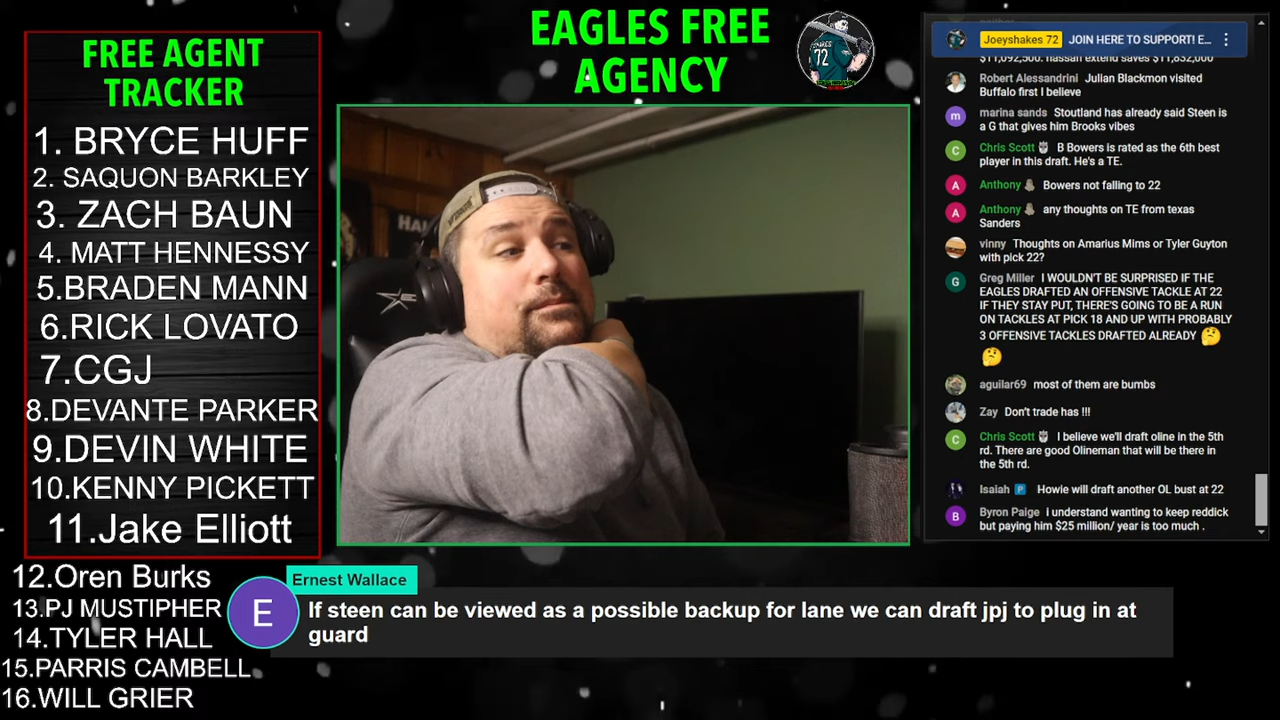 FREE AGENT
TRACKER
1. BRYCE HUFF
2. SAQUON BARKLEY
3. ZACH BAUN
4. MATT HENNESSY
5.BRADEN MANN
6.RICK LOVATO
7.CGJ
8.DEVANTE PARKER
9.DEVIN WHITE
10.KENNY PICKETT
11.Jake Elliott
12.Oren Burks
13.PJ MUSTIPHER
14.TYLER HALL
15.PARRIS CAMBELL
16.WILL GRIER
EAGLES FREE
AGENCY
72
HA
Joeyshakes 72 JOIN HERE TO SUPPORT! E...
$11,092,500. hassan extend saves $11,832,000
Robert Alessandrini Julian Blackmon visited
Buffalo first I believe
m
marina sands Stoutland has already said Steen is
a G that gives him Brooks vibes
C
Chris Scott B Bowers is rated as the 6th best
player in this draft. He's a TE.
A
Anthony Bowers not falling to 22
A
Anthony any thoughts on TE from texas
Sanders
vinny Thoughts on Amarius Mims or Tyler Guyton
with pick 22?
G
Greg Miller I WOULDN'T BE SURPRISED IF THE
EAGLES DRAFTED AN OFFENSIVE TACKLE AT 22
IF THEY STAY PUT, THERE'S GOING TO BE A RUN
ON TACKLES AT PICK 18 AND UP WITH PROBABLY
3 OFFENSIVE TACKLES DRAFTED ALREADY 🤔
🤔
aguilar69 most of them are bumbs
Zay Don't trade has !!!
C
Chris Scott I believe we'll draft oline in the 5th
rd. There are good Olineman that will be there in
the 5th rd.
Isaiah P Howie will draft another OL bust at 22
B
Byron Paige i understand wanting to keep reddick
but paying him $25 million/ year is too much .
Ernest Wallace
E
If steen can be viewed as a possible backup for lane we can draft jpj to plug in at
guard